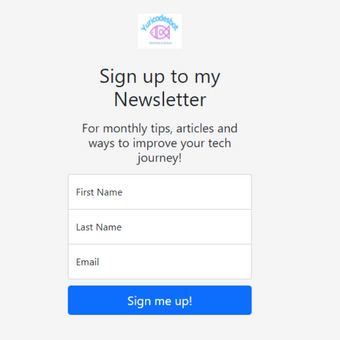 Yuricodesbot
Sign up to my
Newsletter
For monthly tips, articles and
ways to improve your tech
journey!
First Name
Last Name
Email
Sign me up!